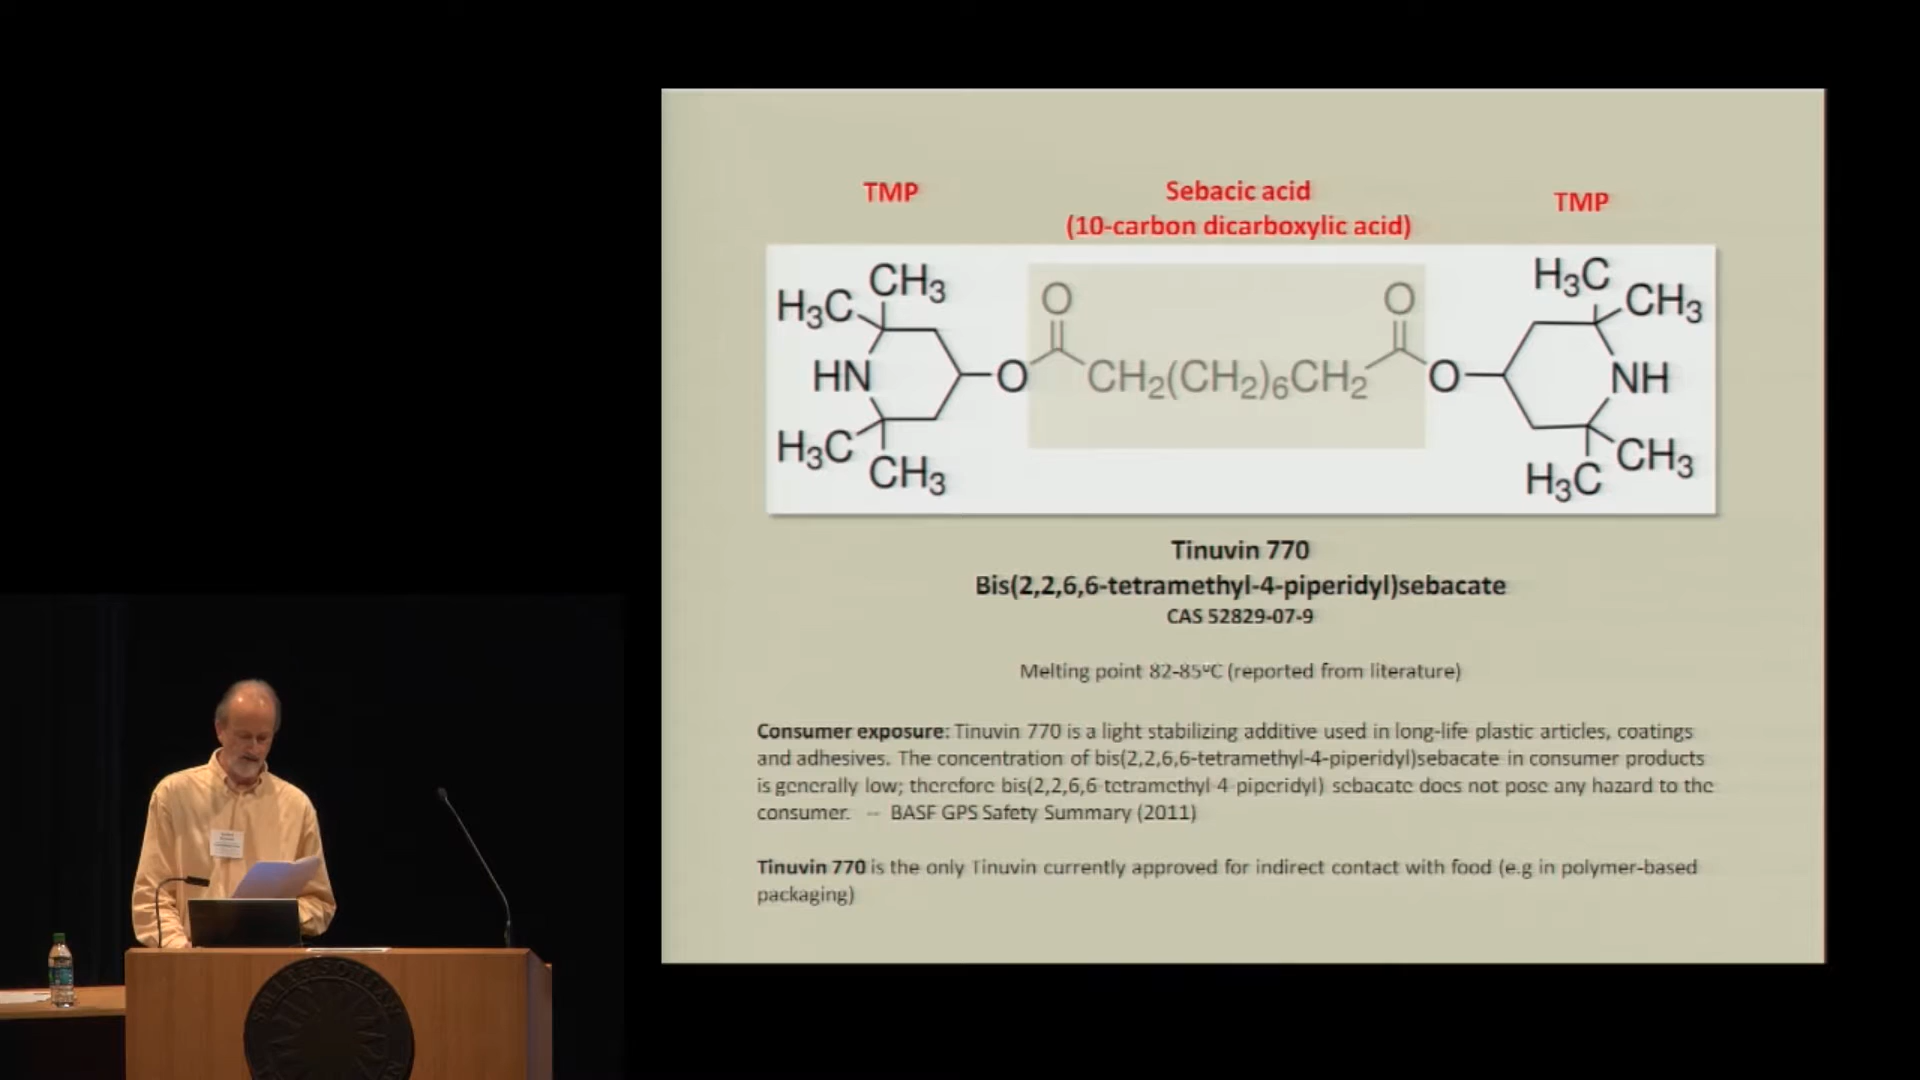 TMP
Sebacic acid
(10-carbon dicarboxylic acid)
TMP
H3C
CH3
HN
H3C
CH3
O
O
CH2(CH2)6CH2
O
O
H3C
CH3
NH
H3C
CH3
Tinuvin 770
Bis(2,2,6,6-tetramethyl-4-piperidyl)sebacate
CAS 52829-07-9
Melting point 82-85ºC (reported from literature)
Consumer exposure: Tinuvin 770 is a light stabilizing additive used in long-life plastic articles, coatings
and adhesives. The concentration of bis(2,2,6,6-tetramethyl-4-piperidyl)sebacate in consumer products
is generally low; therefore bis(2,2,6,6-tetramethyl-4-piperidyl) sebacate does not pose any hazard to the
consumer. -- BASF GPS Safety Summary (2011)
Tinuvin 770 is the only Tinuvin currently approved for indirect contact with food (e.g in polymer-based
packaging)
SMITHSONIAN